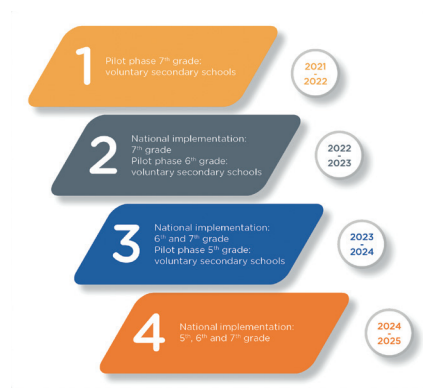 1
Pilot phase 7th grade:
voluntary secondary schools
2021
-
2022
2
National implementation:
7th grade
Pilot phase 6th grade:
voluntary secondary schools
2022
-
2023
3
National implementation:
6th and 7th grade
Pilot phase 5th grade:
voluntary secondary schools
2023
-
2024
4
National implementation:
5th, 6th and 7th grade
2024
-
2025